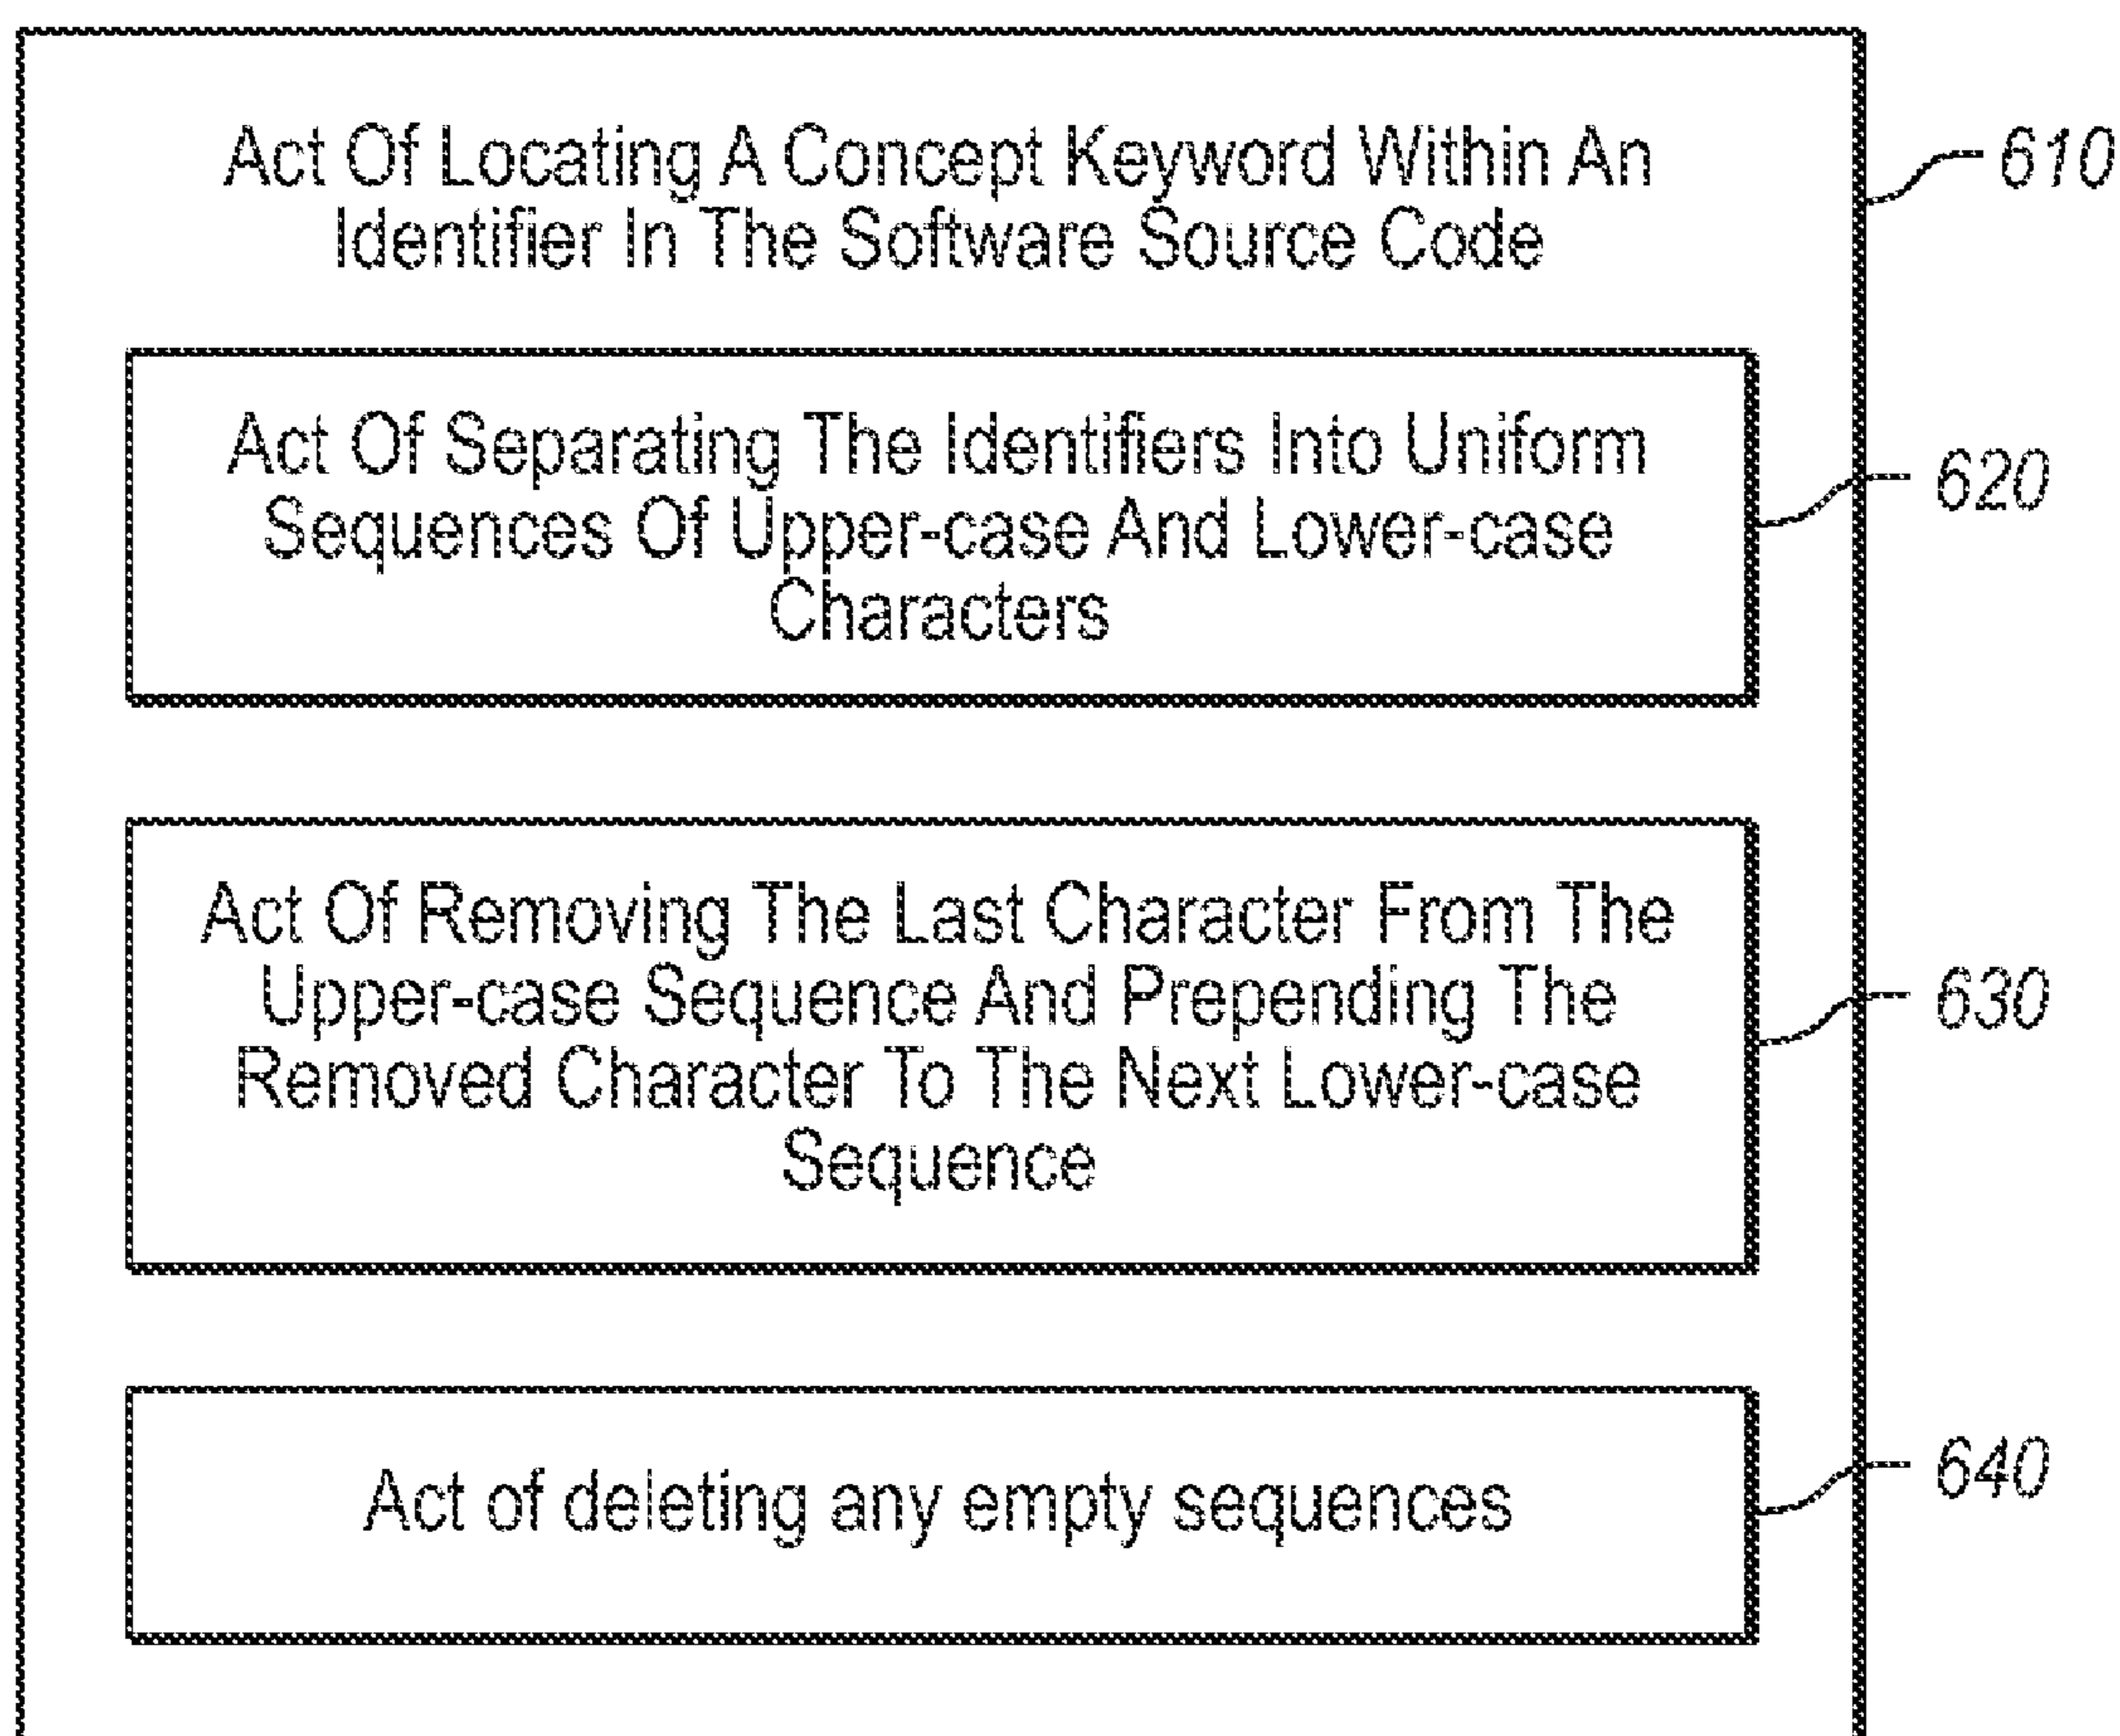 Act Of Locating A Concept Keyword Within An
Identifier In The Software Source Code
610
Act Of Separating The Identifiers Into Uniform
Sequences Of Upper-case And Lower-case
Characters
620
Act Of Removing The Last Character From The
Upper-case Sequence And Prepending The
Removed Character To The Next Lower-case
Sequence
630
Act of deleting any empty sequences
640